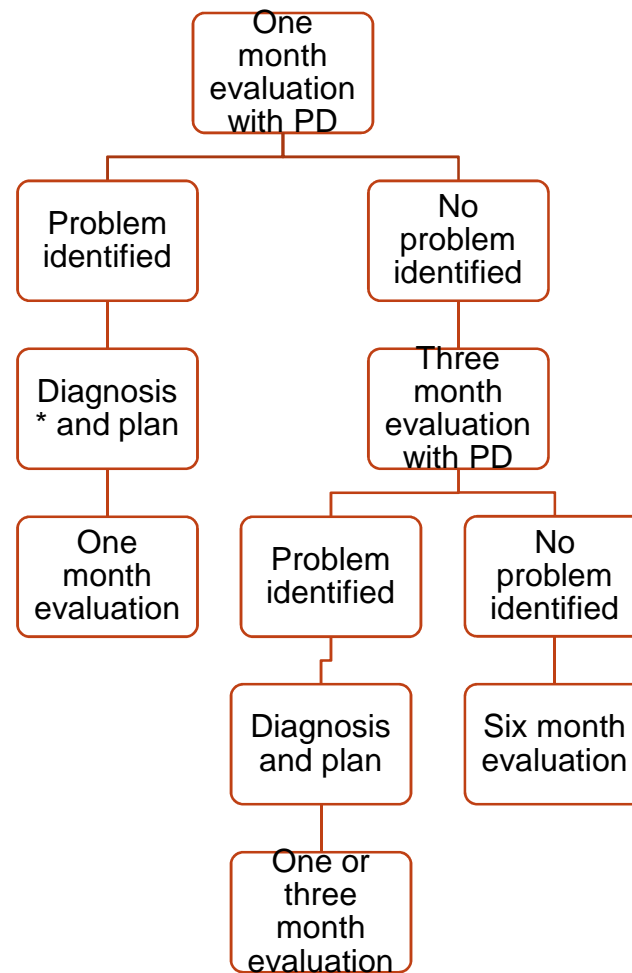 One
month
evaluation
with PD
Problem
identified
No
problem
identified
Diagnosis
* and plan
Three
month
evaluation
with PD
One
month
evaluation
Problem
identified
No
problem
identified
Diagnosis
and plan
Six month
evaluation
One or
three
month
evaluation